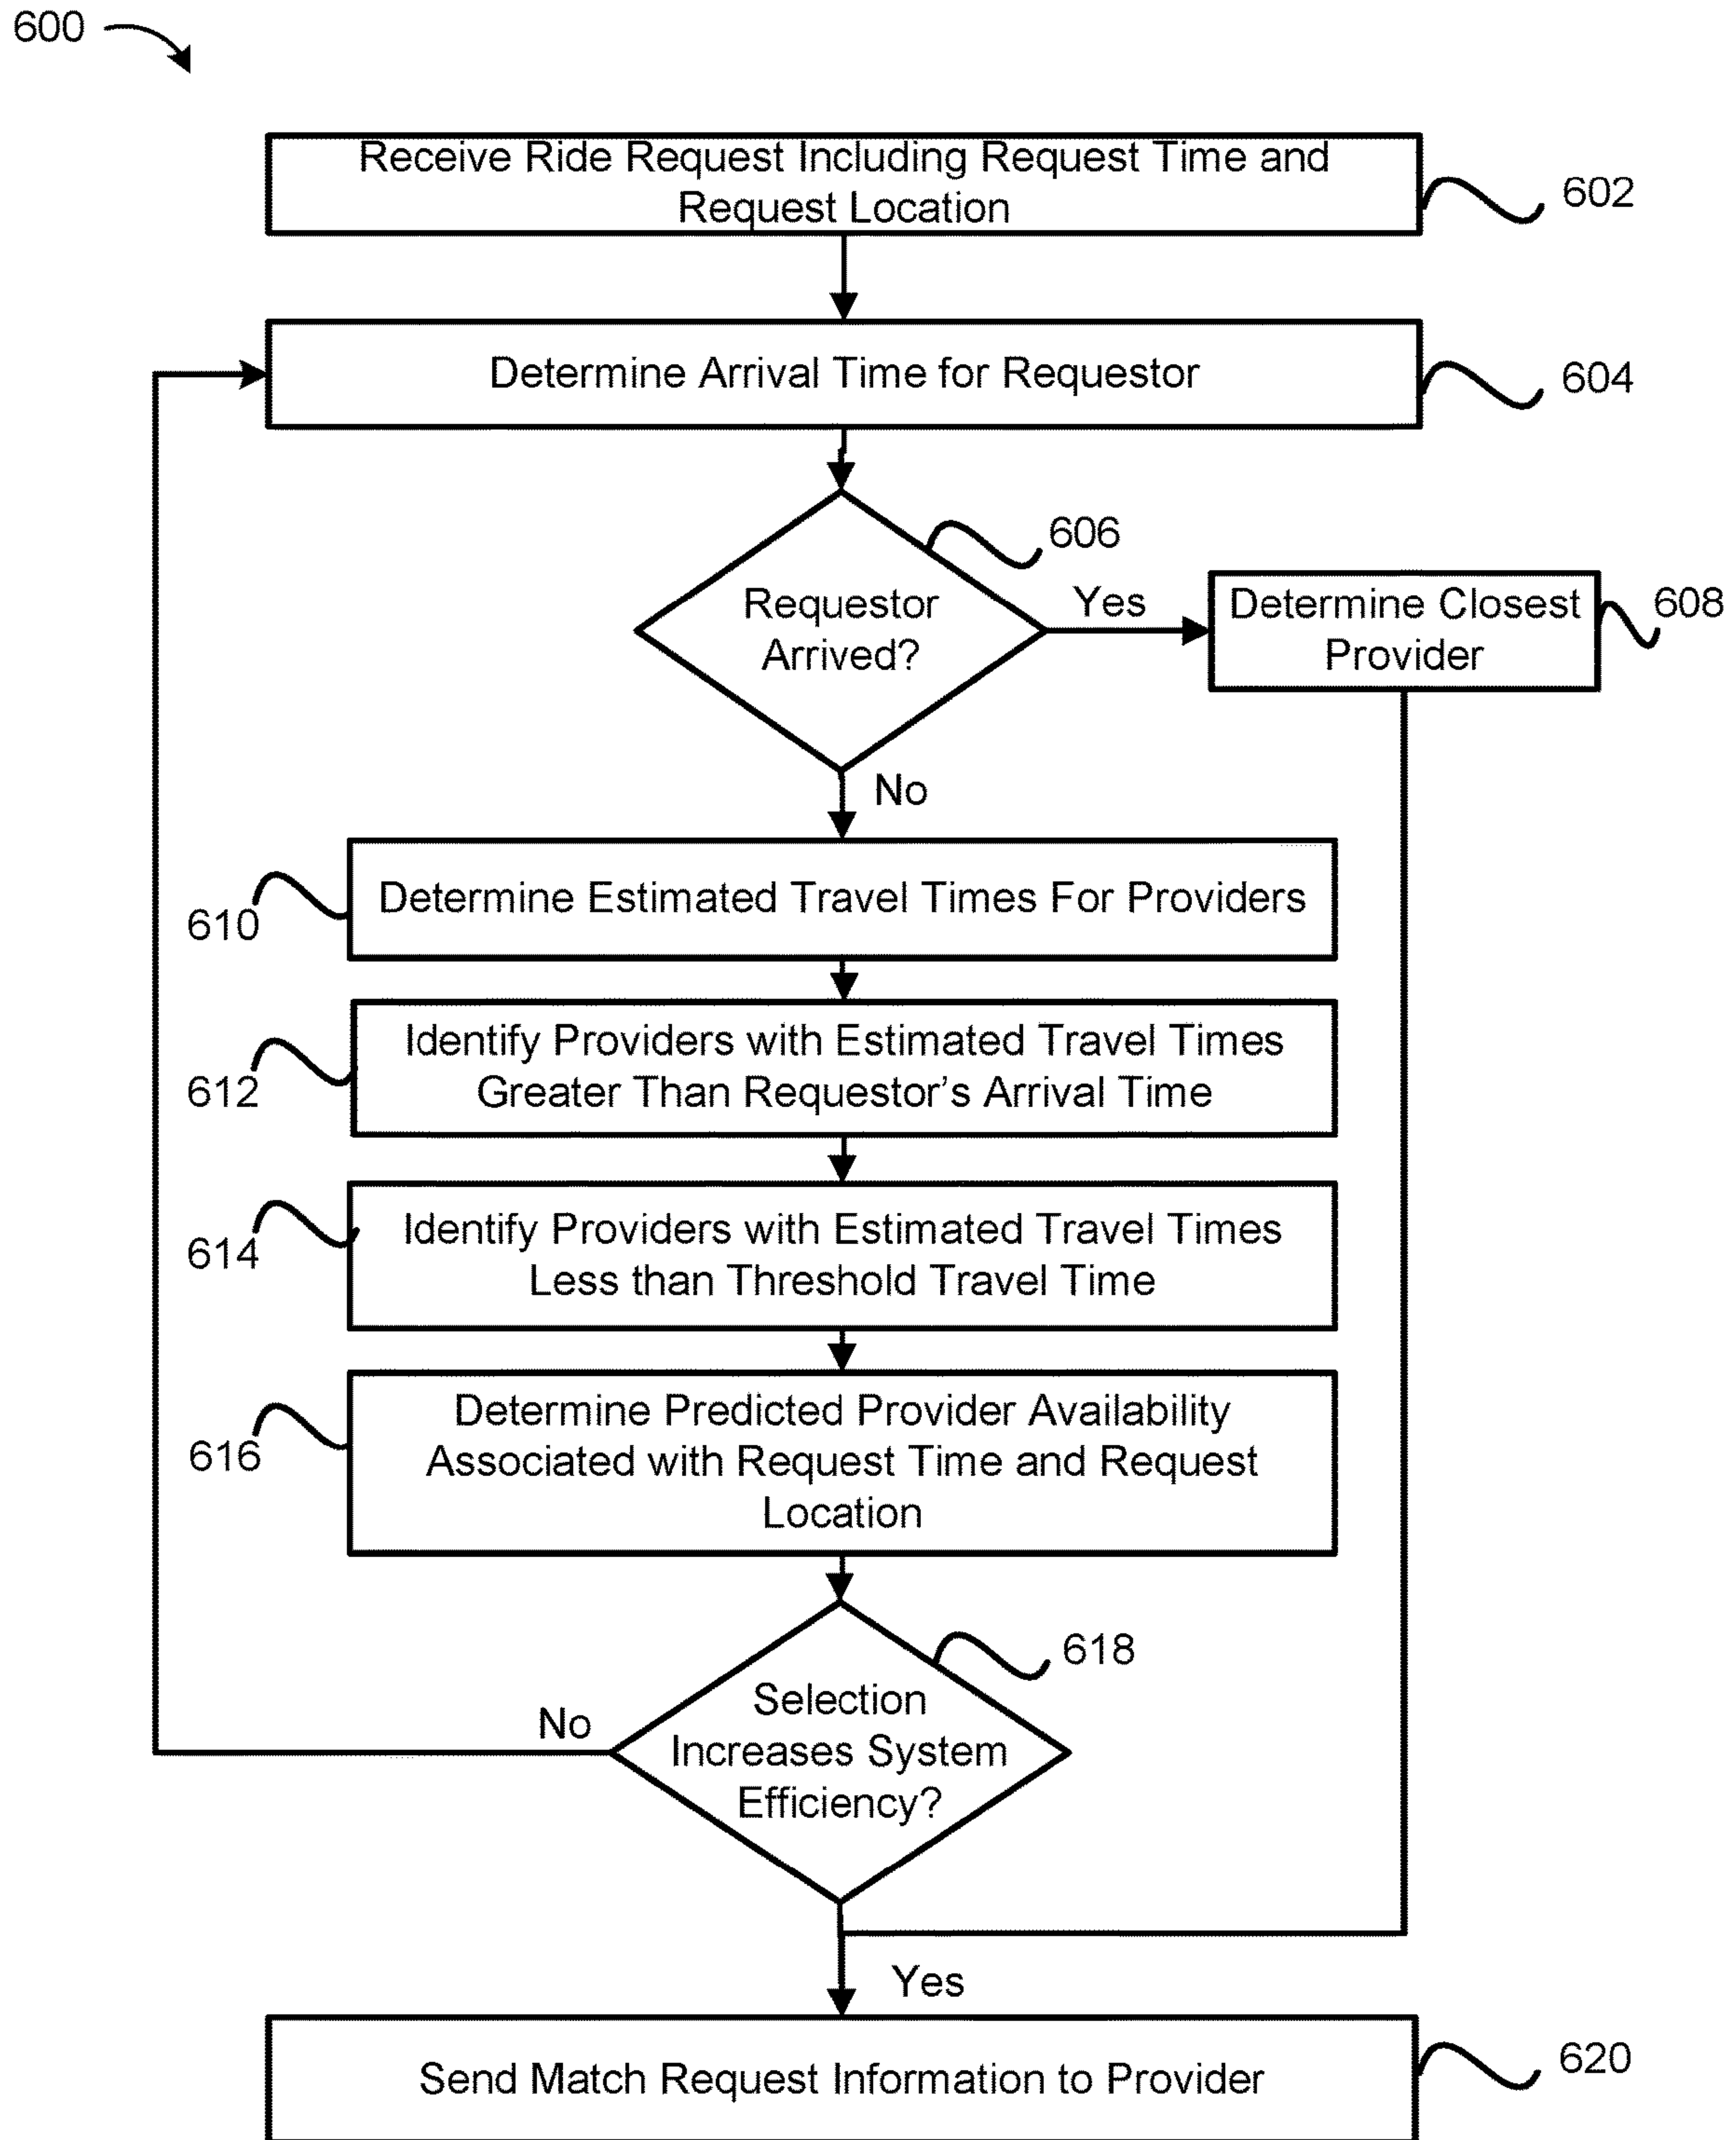 600
Receive Ride Request Including Request Time and
Request Location
602
Determine Arrival Time for Requestor
604
606
Requestor
Arrived?
Yes
Determine Closest
Provider
608
No
Determine Estimated Travel Times For Providers
610
Identify Providers with Estimated Travel Times
Greater Than Requestor’s Arrival Time
612
Identify Providers with Estimated Travel Times
Less than Threshold Travel Time
614
Determine Predicted Provider Availability
Associated with Request Time and Request
Location
616
618
Selection
Increases System
Efficiency?
No
Yes
Send Match Request Information to Provider
620